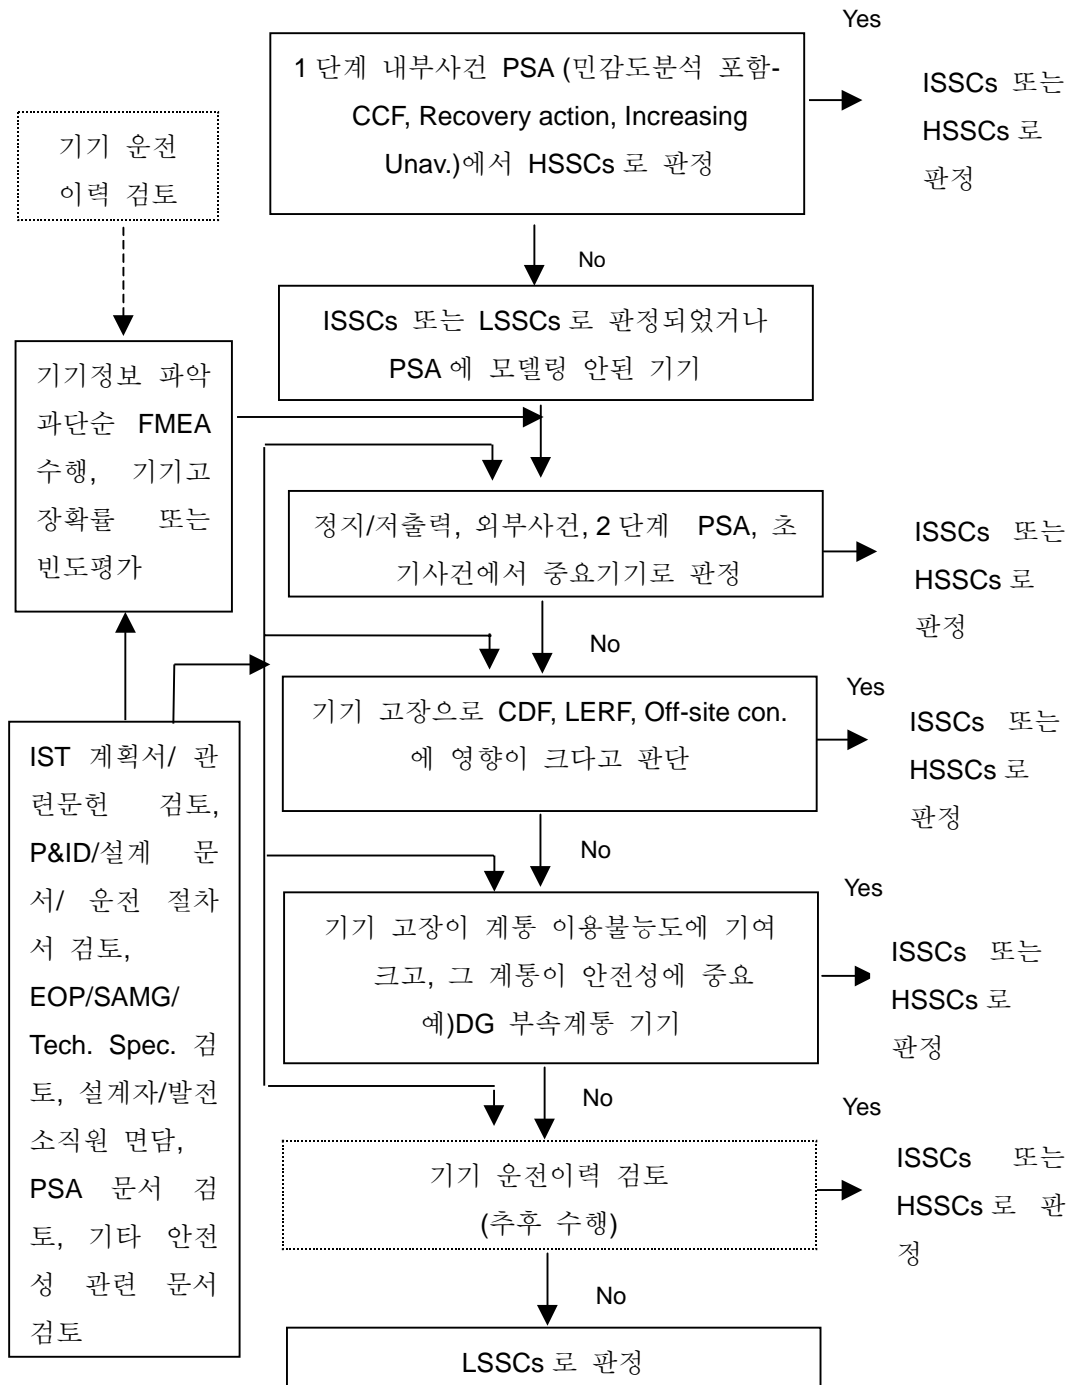 Yes
1 단계 내부사건 PSA (민감도분석 포함-
CCF, Recovery action, Increasing
Unav.)에서 HSSCs 로 판정
ISSCs 또는
HSSCs 로
판정
기기 운전
이력 검토
No
ISSCs 또는 LSSCs 로 판정되었거나
PSA 에 모델링 안된 기기
기기정보 파악
과단순 FMEA
수행, 기기고
장확률 또는
빈도평가
정지/저출력, 외부사건, 2 단계 PSA, 초
기사건에서 중요기기로 판정
ISSCs 또는
HSSCs 로
판정
No
Yes
기기 고장으로 CDF, LERF, Off-site con.
에 영향이 크다고 판단
ISSCs 또는
HSSCs 로
판정
IST 계획서/ 관
련문헌 검토,
P&ID/설계 문
서/ 운전 절차
서 검토,
EOP/SAMG/
Tech. Spec. 검
토, 설계자/발전
소직원 면담,
PSA 문서 검
토, 기타 안전
성 관련 문서
검토
No
Yes
기기 고장이 계통 이용불능도에 기여
크고, 그 계통이 안전성에 중요
예)DG 부속계통 기기
ISSCs 또는
HSSCs 로
판정
No
Yes
기기 운전이력 검토
(추후 수행)
ISSCs 또는
HSSCs 로 판
정
No
LSSCs 로 판정